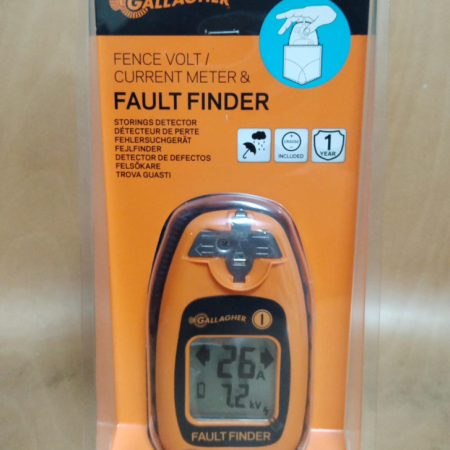 GALLAGHER
FENCE VOLT /
CURRENT METER &
FAULT FINDER
STORINGS DETECTOR
DÉTECTEUR DE PERTE
FEHLERSUCHGERÄT
FEJLFINDER
DETECTOR DE DEFECTOS
FELSÖKARE
TROVA GUASTI
INCLUDED
1
YEAR
GALLAGHER
26 A
7.2 kV
FAULT FINDER